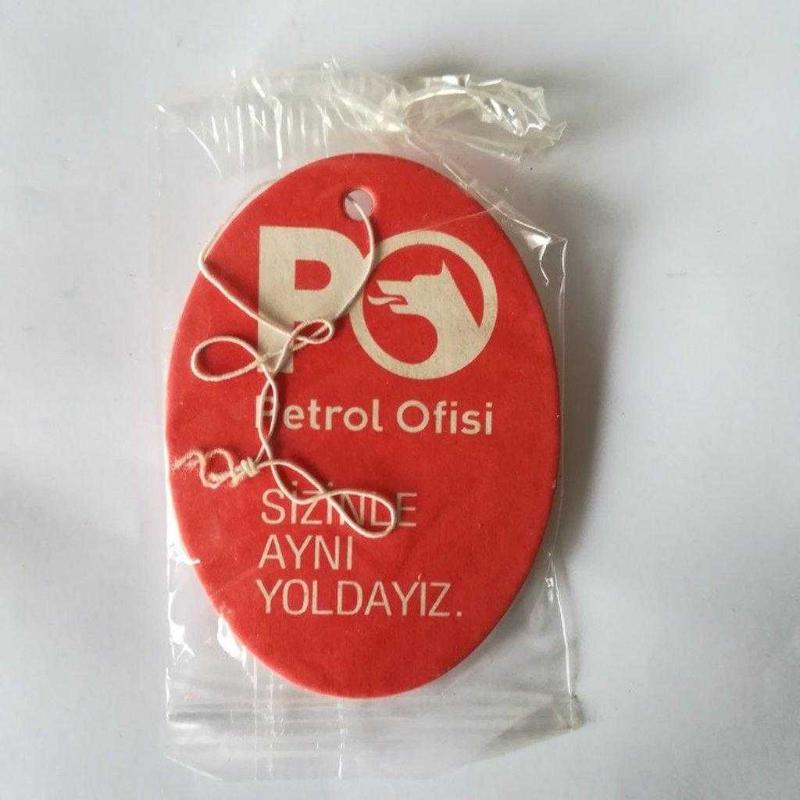 PO
Petrol Ofisi
SİZİNLE
AYNI
YOLDAYIZ.